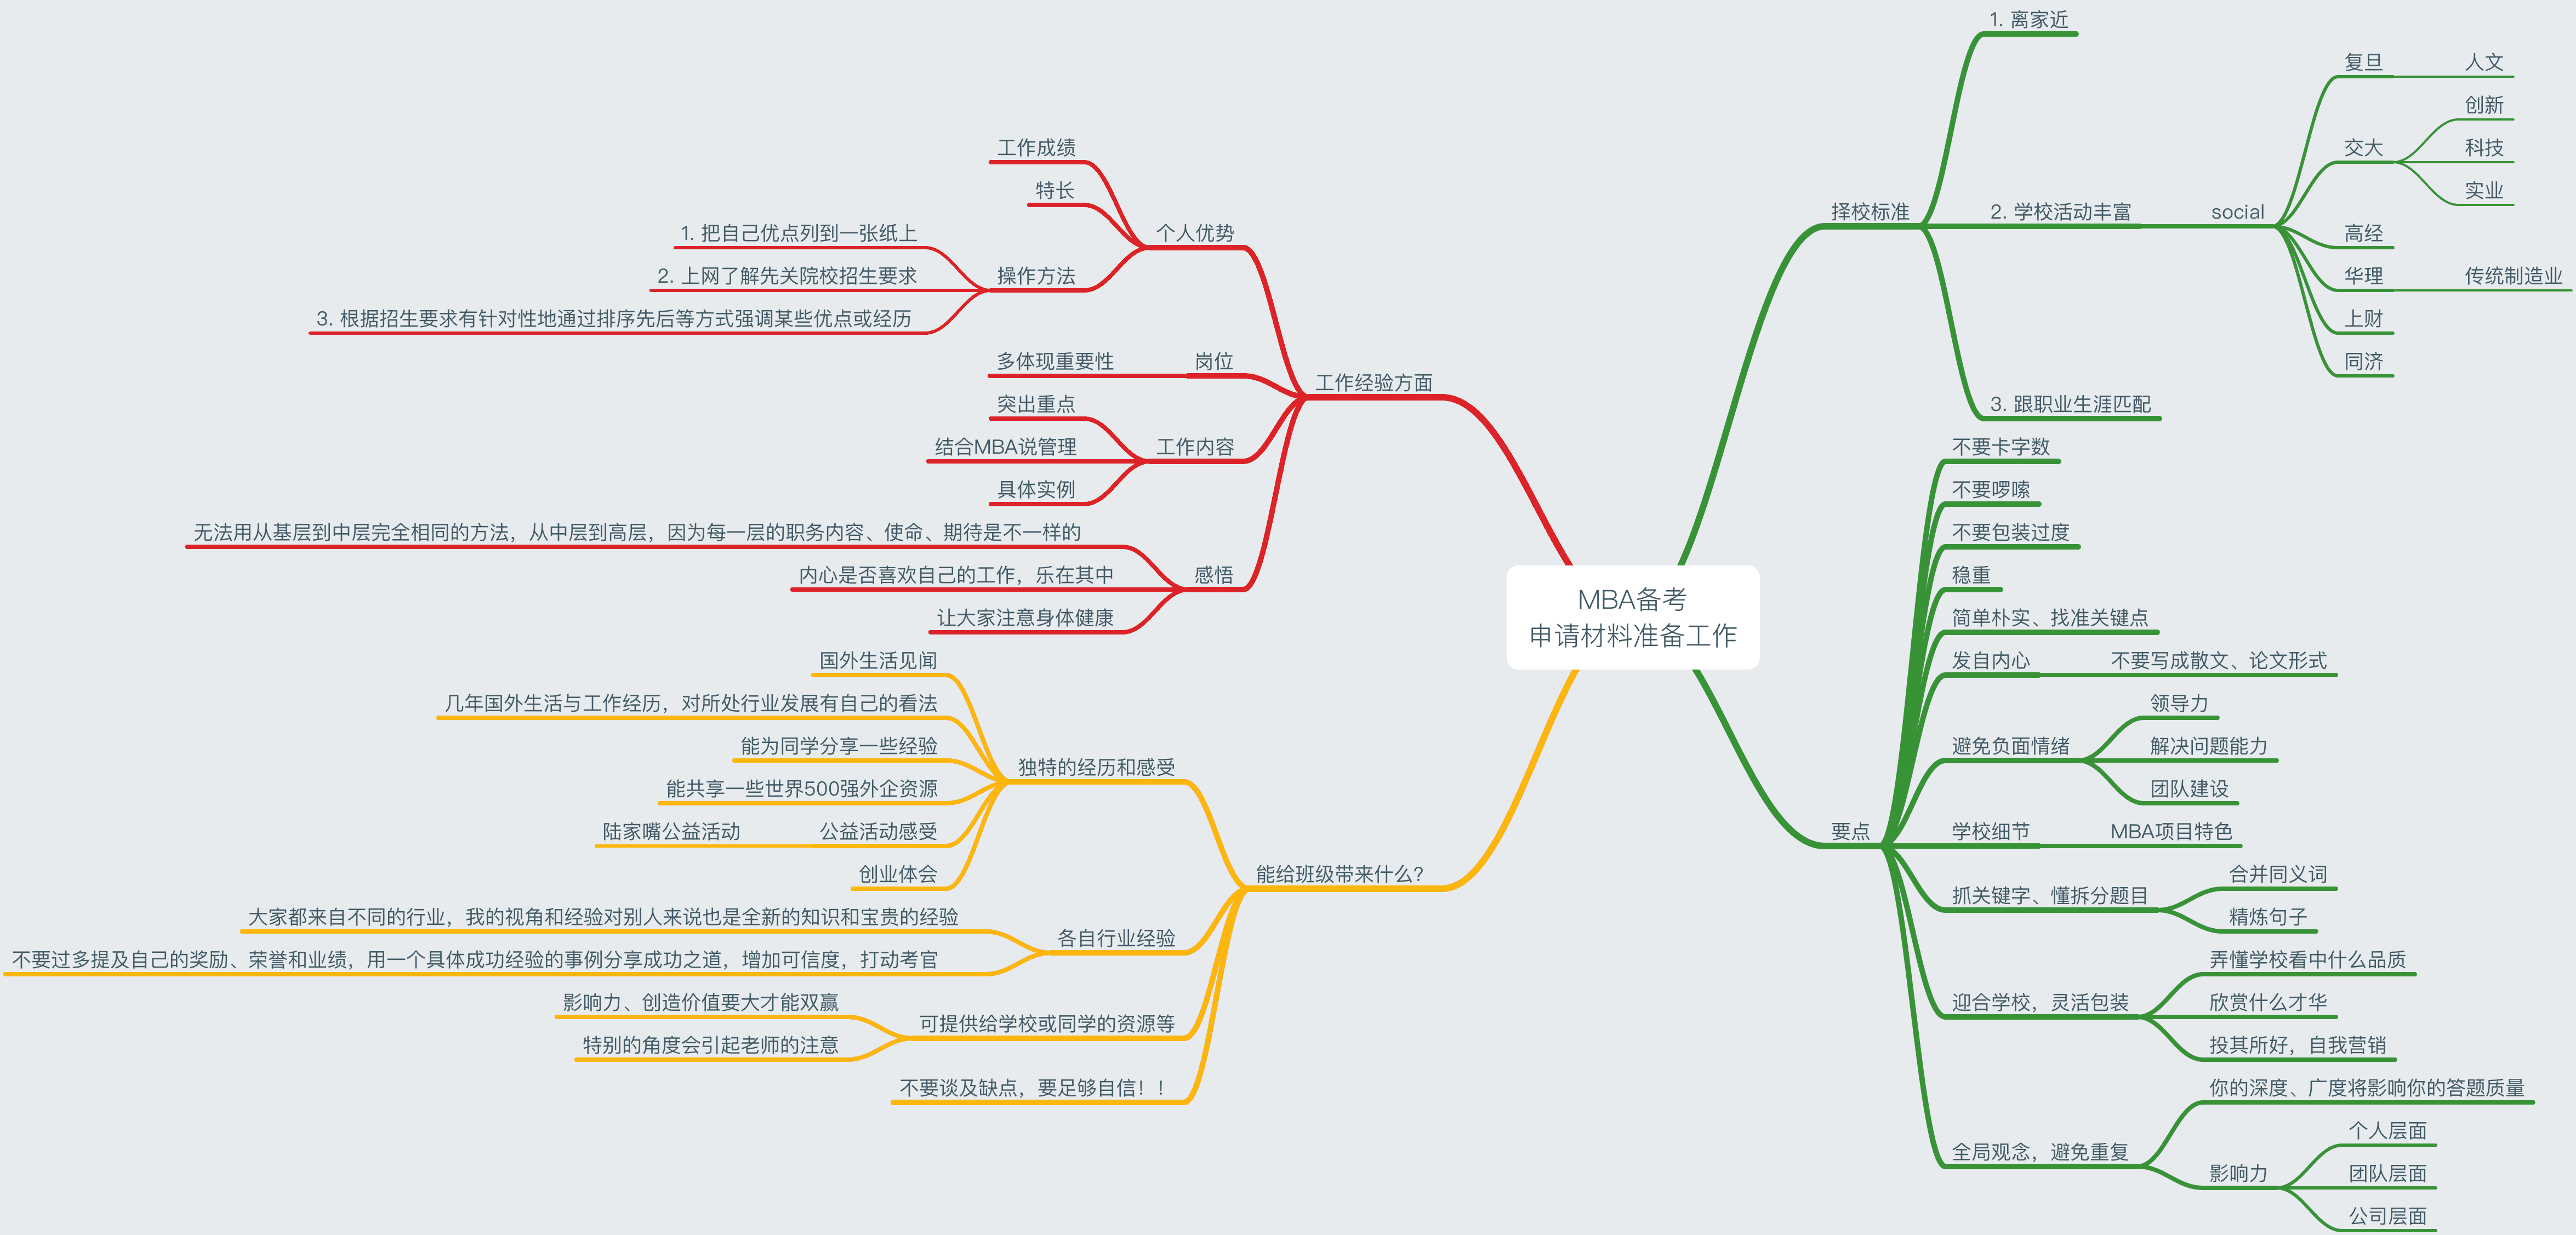 MBA备考
申请材料准备工作
择校标准
1. 离家近
2. 学校活动丰富
social
复旦
人文
交大
创新
科技
实业
高经
华理
传统制造业
上财
同济
3. 跟职业生涯匹配
要点
不要卡字数
不要啰嗦
不要包装过度
稳重
简单朴实、找准关键点
发自内心
不要写成散文、论文形式
避免负面情绪
领导力
解决问题能力
团队建设
学校细节
MBA项目特色
抓关键字、懂拆分题目
合并同义词
精炼句子
迎合学校，灵活包装
弄懂学校看中什么品质
欣赏什么才华
投其所好，自我营销
全局观念，避免重复
你的深度、广度将影响你的答题质量
影响力
个人层面
团队层面
公司层面
工作经验方面
个人优势
工作成绩
特长
操作方法
1. 把自己优点列到一张纸上
2. 上网了解先关院校招生要求
3. 根据招生要求有针对性地通过排序先后等方式强调某些优点或经历
岗位
多体现重要性
工作内容
突出重点
结合MBA说管理
具体实例
感悟
无法用从基层到中层完全相同的方法，从中层到高层，因为每一层的职务内容、使命、期待是不一样的
内心是否喜欢自己的工作，乐在其中
让大家注意身体健康
能给班级带来什么?
独特的经历和感受
国外生活见闻
几年国外生活与工作经历，对所处行业发展有自己的看法
能为同学分享一些经验
能共享一些世界500强外企资源
公益活动感受
陆家嘴公益活动
创业体会
各自行业经验
大家都来自不同的行业，我的视角和经验对别人来说也是全新的知识和宝贵的经验
不要过多提及自己的奖励、荣誉和业绩，用一个具体成功经验的事例分享成功之道，增加可信度，打动考官
可提供给学校或同学的资源等
影响力、创造价值要大才能双赢
特别的角度会引起老师的注意
不要谈及缺点，要足够自信！！